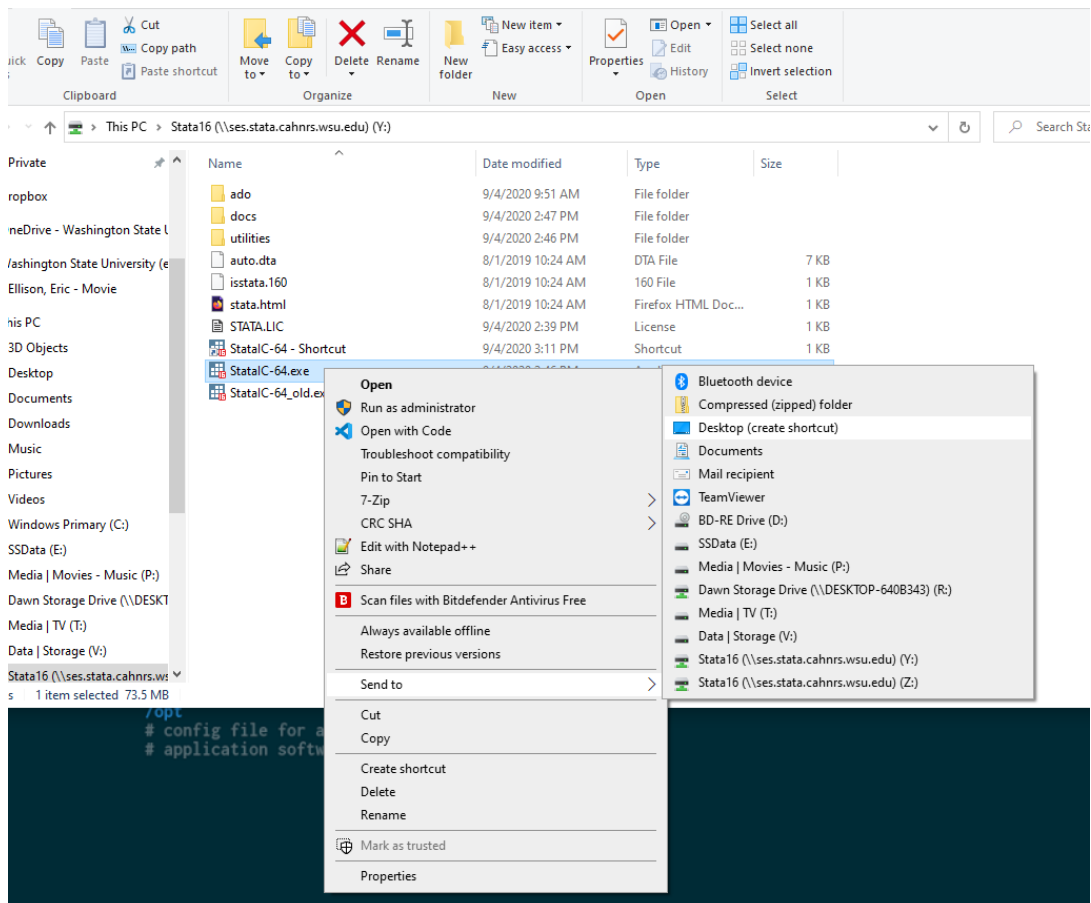 Cut
New item
Open
Select all
Copy path
Easy access
Edit
Select none
Copy
Paste
Paste shortcut
Move to
Copy to
Delete
Rename
New folder
Properties
History
Invert selection
Clipboard
Organize
New
Open
Select
This PC > Stata16 (\\ses.stata.cahnrs.wsu.edu) (Y:)
Search Sta
Private
ropbox
neDrive - Washington State U
ashington State University (e
Ellison, Eric - Movie
his PC
3D Objects
Desktop
Documents
Downloads
Music
Pictures
Videos
Windows Primary (C:)
SSData (E:)
Media | Movies - Music (P:)
Dawn Storage Drive (\\DESKT
Media | TV (T:)
Data | Storage (V:)
Stata16 (\\ses.stata.cahnrs.ws
Name Date modified Type Size
ado 9/4/2020 9:51 AM File folder
docs 9/4/2020 2:47 PM File folder
utilities 9/4/2020 2:46 PM File folder
auto.dta 8/1/2019 10:24 AM DTA File 7 KB
isstata.160 8/1/2019 10:24 AM 160 File 1 KB
stata.html 8/1/2019 10:24 AM Firefox HTML Doc... 1 KB
STATA.LIC 9/4/2020 2:39 PM License 1 KB
StataIC-64 - Shortcut 9/4/2020 3:11 PM Shortcut 1 KB
StataIC-64.exe
StataIC-64_old.ex
Open
Run as administrator
Open with Code
Troubleshoot compatibility
Pin to Start
7-Zip
CRC SHA
Edit with Notepad++
Share
Scan files with Bitdefender Antivirus Free
Always available offline
Restore previous versions
Send to
Cut
Copy
Create shortcut
Delete
Rename
Mark as trusted
Properties
Bluetooth device
Compressed (zipped) folder
Desktop (create shortcut)
Documents
Mail recipient
TeamViewer
BD-RE Drive (D:)
SSData (E:)
Media | Movies - Music (P:)
Dawn Storage Drive (\\DESKTOP-640B343) (R:)
Media | TV (T:)
Data | Storage (V:)
Stata16 (\\ses.stata.cahnrs.wsu.edu) (Y:)
Stata16 (\\ses.stata.cahnrs.wsu.edu) (Z:)
s 1 item selected 73.5 MB
/opt
# config file for a
# application softw